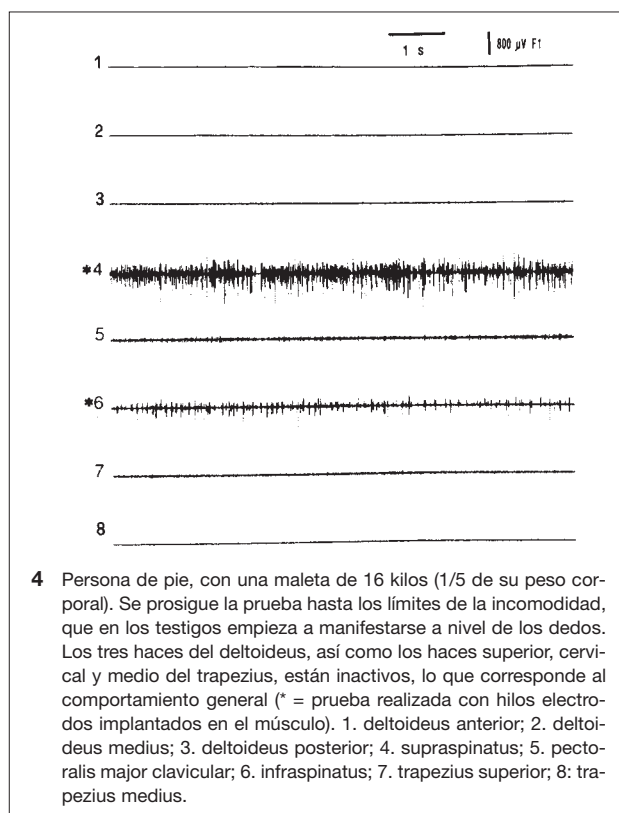 1 s 800 µV F1
1
2
3
*4
5
*6
7
8
4 Persona de pie, con una maleta de 16 kilos (1/5 de su peso cor-
poral). Se prosigue la prueba hasta los límites de la incomodidad,
que en los testigos empieza a manifestarse a nivel de los dedos.
Los tres haces del deltoideus, así como los haces superior, cervi-
cal y medio del trapezius, están inactivos, lo que corresponde al
comportamiento general (* = prueba realizada con hilos electro-
dos implantados en el músculo). 1. deltoideus anterior; 2. deltoi-
deus medius; 3. deltoideus posterior; 4. supraspinatus; 5. pecto-
ralis major clavicular; 6. infraspinatus; 7. trapezius superior; 8: tra-
pezius medius.